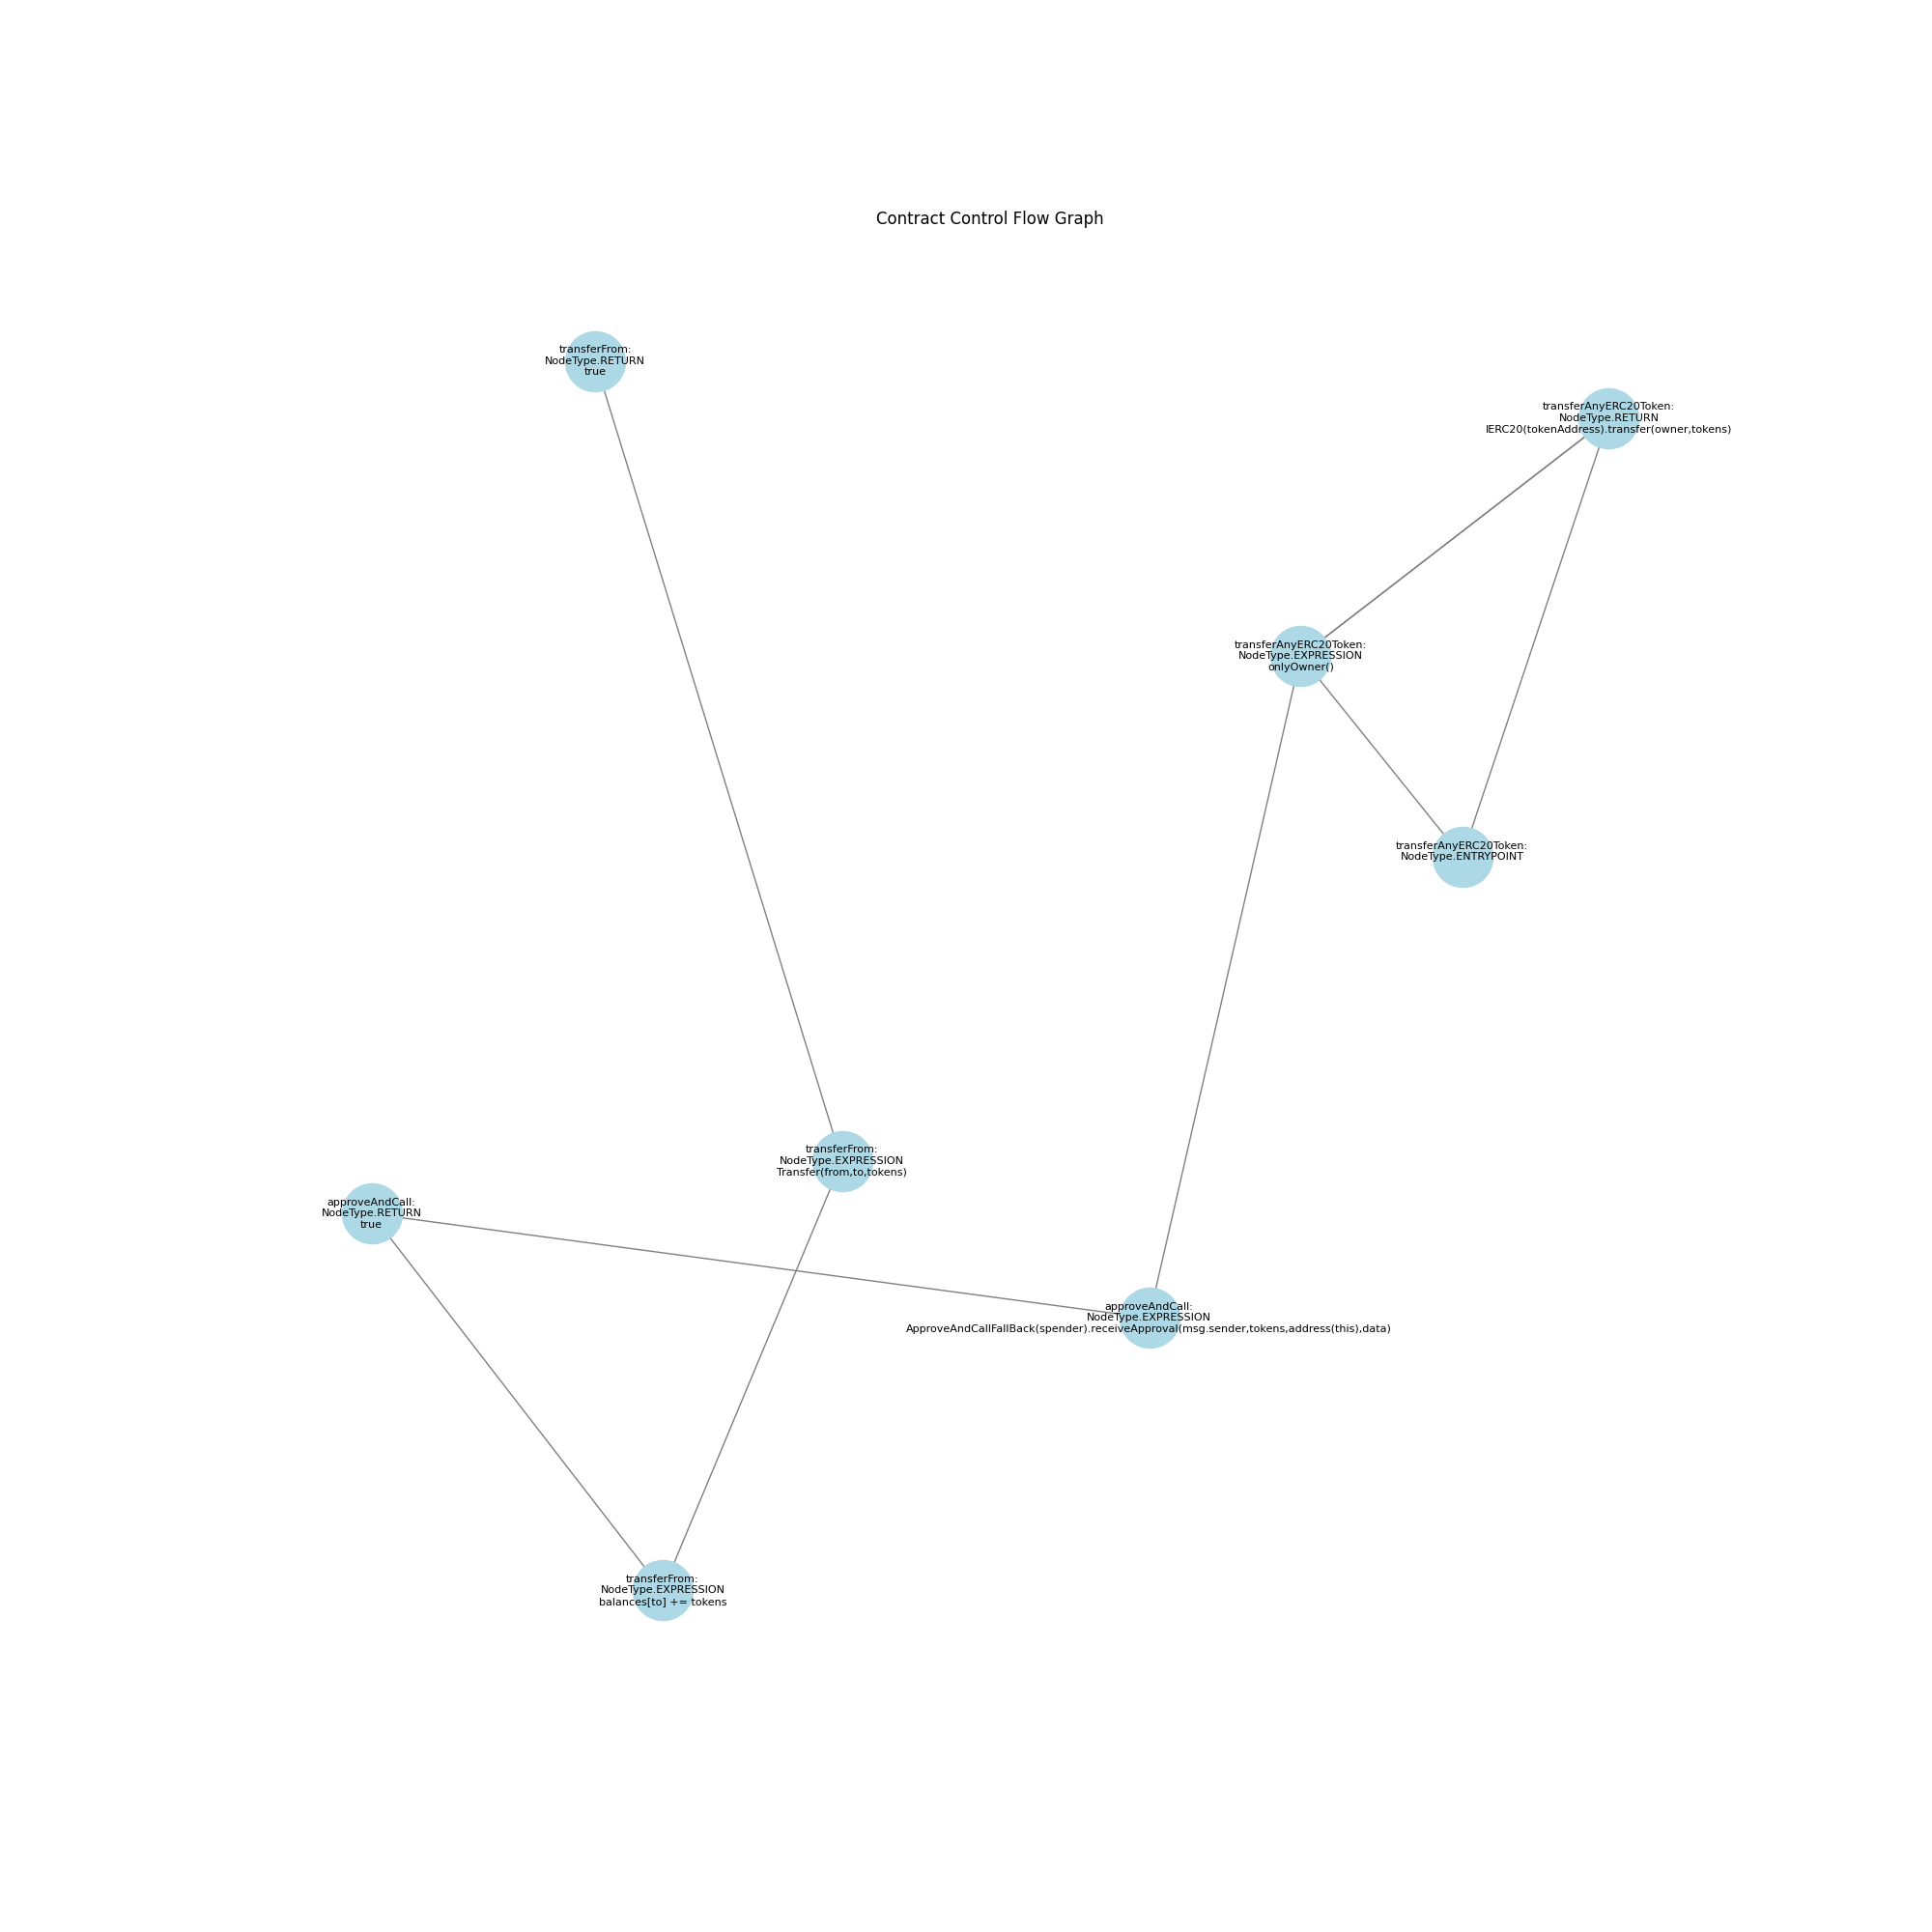 Contract Control Flow Graph
transferFrom:
NodeType.RETURN
true
transferAnyERC20Token:
NodeType.RETURN
IERC20(tokenAddress).transfer(owner,tokens)
transferAnyERC20Token:
NodeType.EXPRESSION
onlyOwner()
transferAnyERC20Token:
NodeType.ENTRYPOINT
transferFrom:
NodeType.EXPRESSION
Transfer(from,to,tokens)
approveAndCall:
NodeType.RETURN
true
approveAndCall:
NodeType.EXPRESSION
ApproveAndCallFallBack(spender).receiveApproval(msg.sender,tokens,address(this),data)
transferFrom:
NodeType.EXPRESSION
balances[to] += tokens